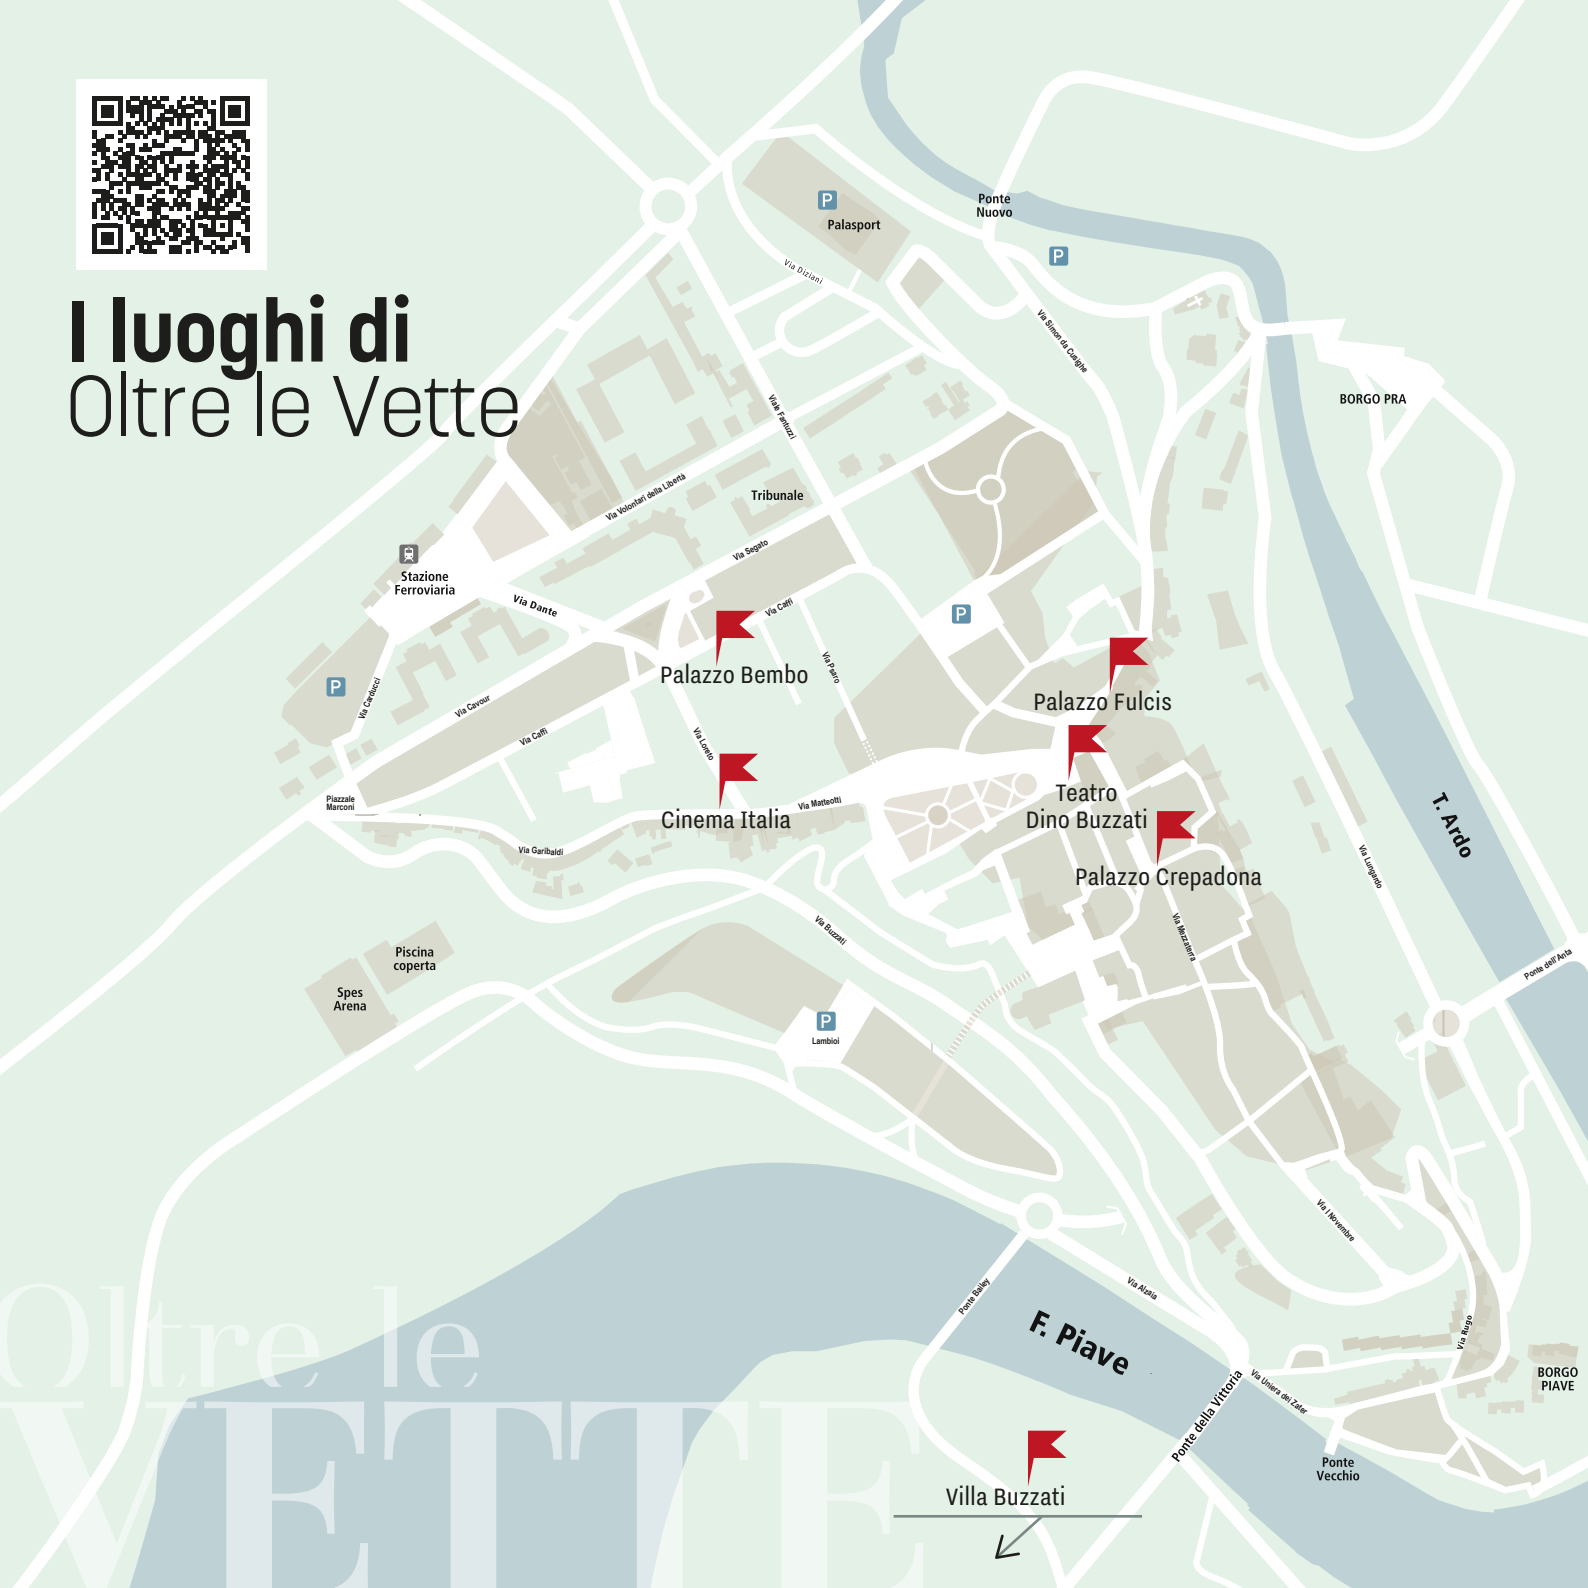 I luoghi di
Oltre le Vette
P
Palasport
Ponte
Nuovo
P
Via Diziani
Via Simon da Cusighe
BORGO PRA
Viale Fantuzzi
Via Volontari della Libertà
Tribunale
Via Segato
Stazione
Ferroviaria
Via Dante
Via Caffi
P
Palazzo Bembo
Via Psaro
Palazzo Fulcis
P
Via Carducci
Via Cavour
Via Caffi
Via Loreto
Teatro
Dino Buzzati
Piazzale
Marconi
Cinema Italia
Via Matteotti
Via Garibaldi
T. Ardo
Via Lungardo
Palazzo Crepadona
Via Mezzaterra
Via Buzzati
Piscina
coperta
Spes
Arena
Ponte dell'Anta
P
Lambioi
Via I Novembre
Ponte Bailey
Via Alzaia
F. Piave
Via Rugo
BORGO
PIAVE
Ponte della Vittoria
Via Uniera dei Zater
Ponte
Vecchio
Villa Buzzati
Oltre le
VETTE